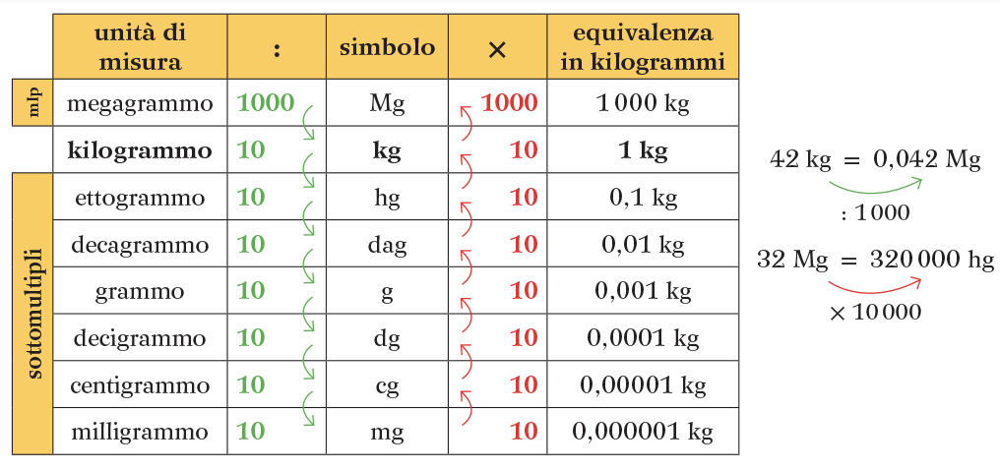 unità di misura : simbolo × equivalenza in kilogrammi
mlp megagrammo 1000 Mg 1000 1 000 kg
kilogrammo 10 kg 10 1 kg
sottomultipli
ettogrammo 10 hg 10 0,1 kg
decagrammo 10 dag 10 0,01 kg
grammo 10 g 10 0,001 kg
decigrammo 10 dg 10 0,0001 kg
centigrammo 10 cg 10 0,00001 kg
milligrammo 10 mg 10 0,000001 kg
42 kg = 0,042 Mg
: 1000
32 Mg = 320 000 hg
× 10 000